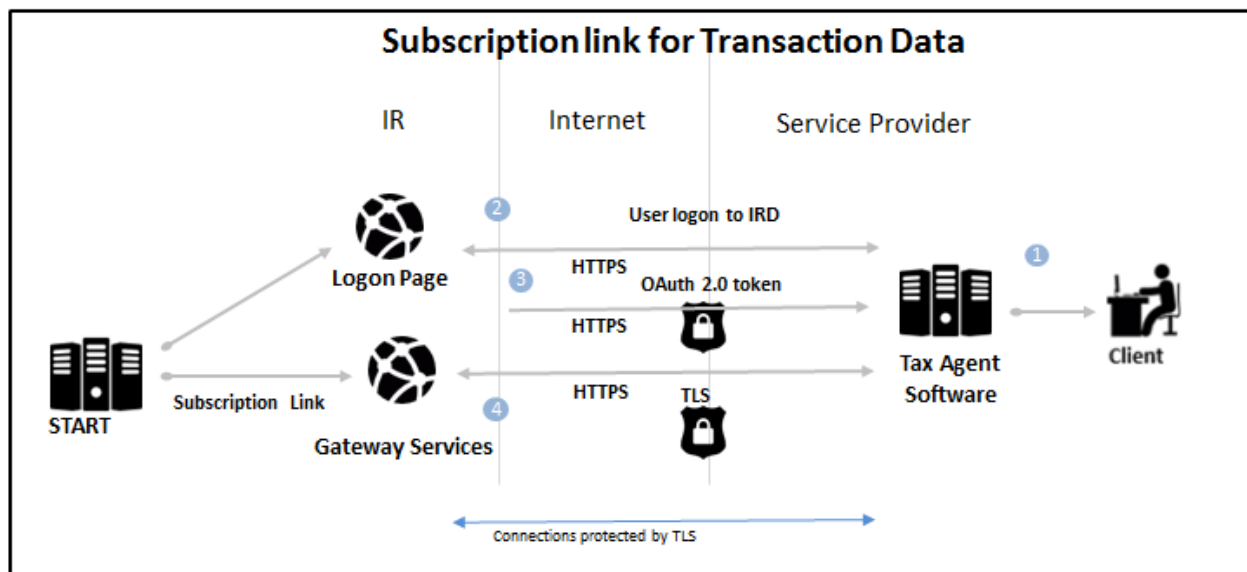 Subscription link for Transaction Data
IR
Internet
Service Provider
2
User logon to IRD
1
HTTPS
Logon Page
3
OAuth 2.0 token
HTTPS
Tax Agent
Software
Client
START
Subscription Link
HTTPS
TLS
4
Gateway Services
Connections protected by TLS